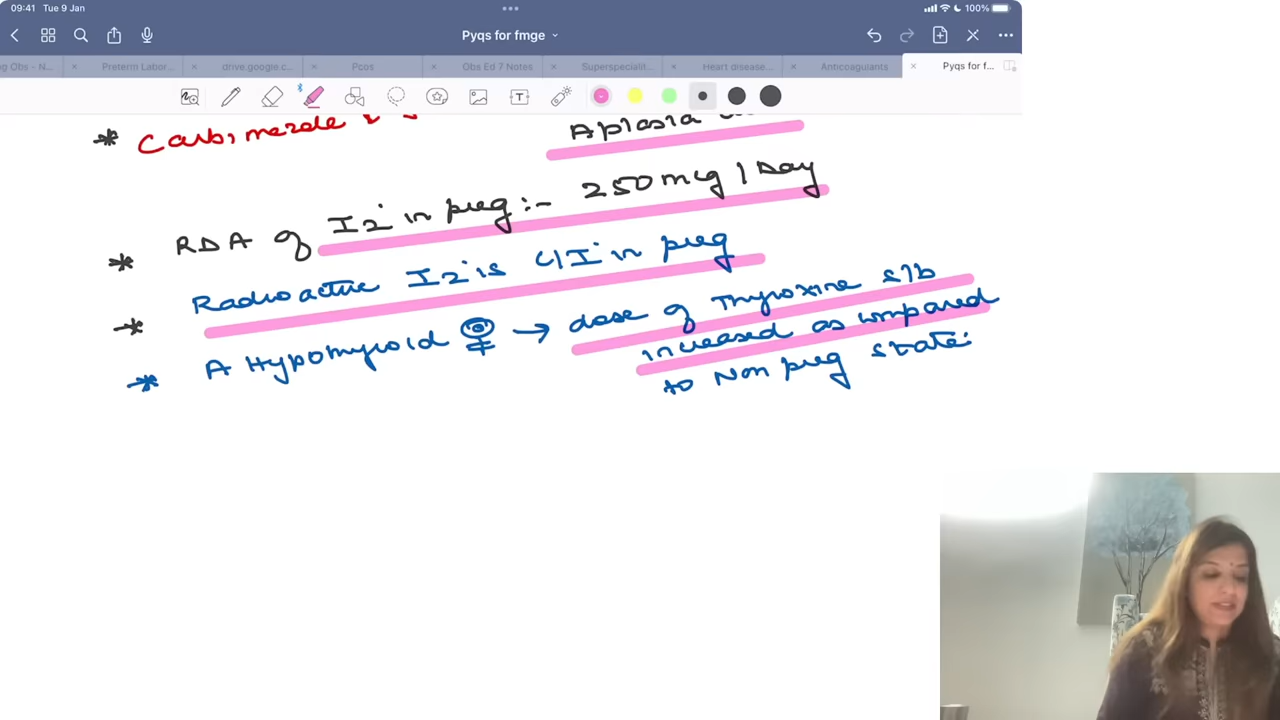 09:41 Tue 9 Jan
100%
Pyqs for fmge
g Obs - N...
Preterm Labor...
drive.google.c...
Pcos
Obs Ed 7 Notes
Superspecialit...
Heart disease...
Anticoagulants
Pyqs for f...
* Carbimazole
Aplasia
* RDA of I2 in preg:- 250 mcg / Day
* Radioactive I2 is C/I in preg
* A Hypothyroid ♀ → dose of Thyroxine s/b
increased as compared
to Non preg state